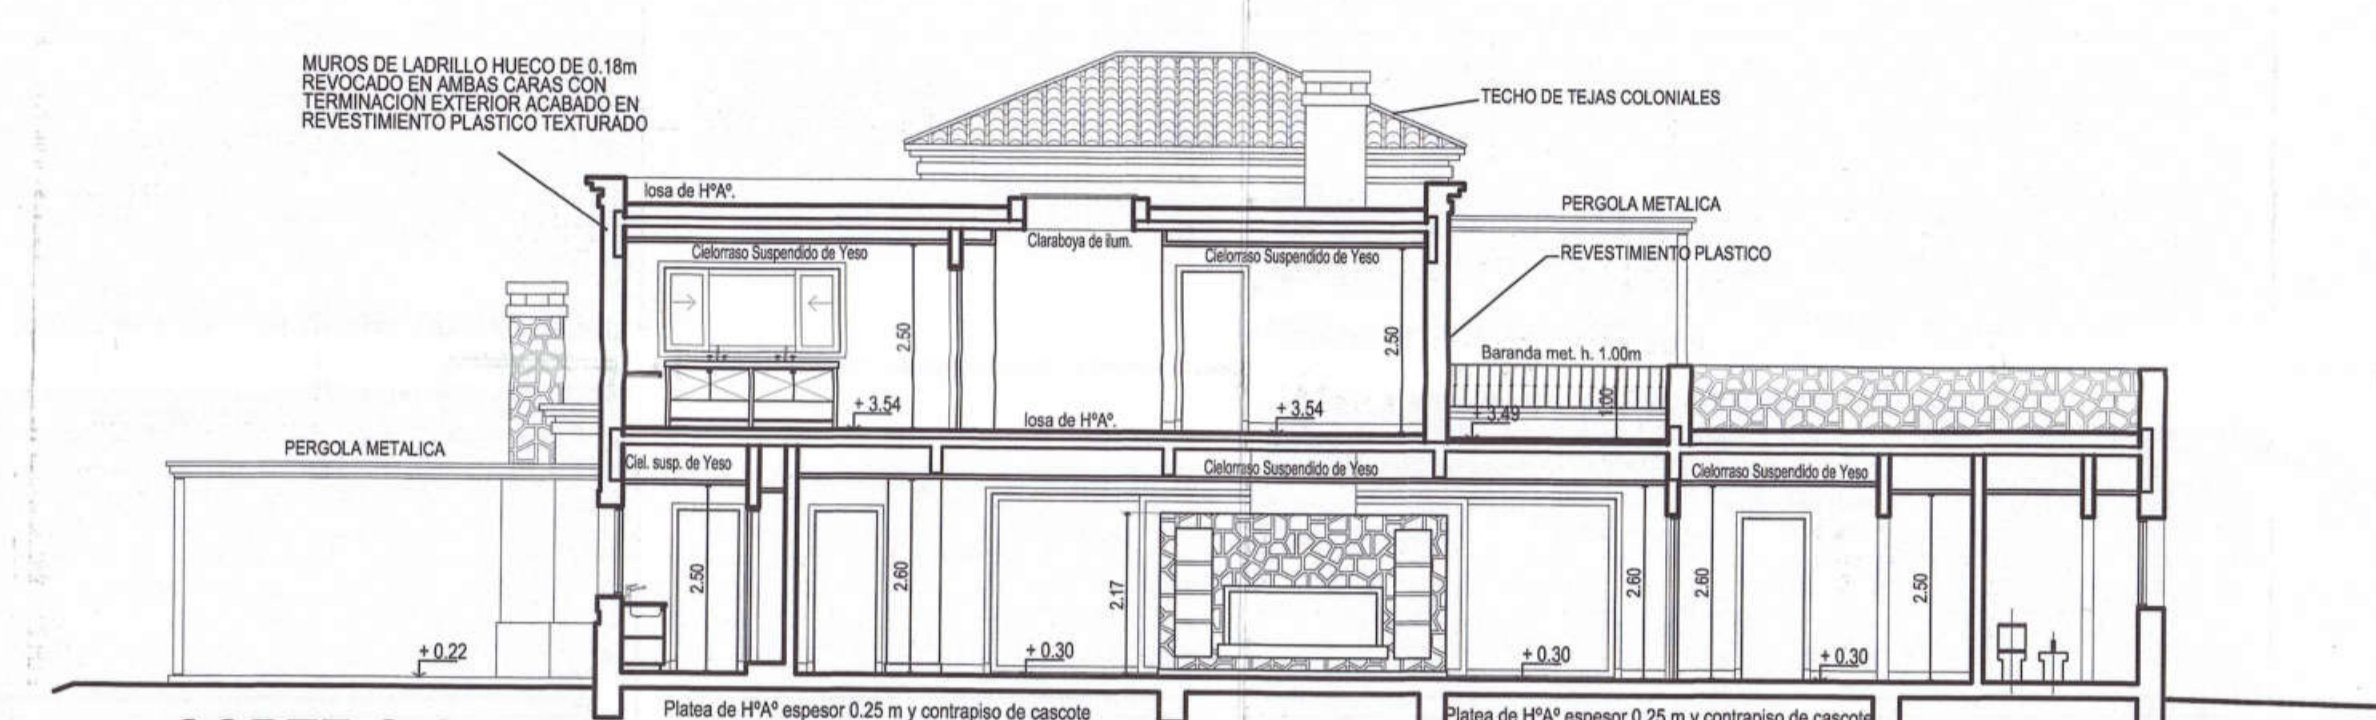 MUROS DE LADRILLO HUECO DE 0.18m
REVOCADO EN AMBAS CARAS CON
TERMINACION EXTERIOR ACABADO EN
REVESTIMIENTO PLASTICO TEXTURADO
TECHO DE TEJAS COLONIALES
losa de HºAº.
PERGOLA METALICA
Claraboya de ilum.
Cielorraso Suspendido de Yeso
Cielorraso Suspendido de Yeso
REVESTIMIENTO PLASTICO
2.50
2.50
Baranda met. h. 1.00m
1.00
+ 3.54
+ 3.54
+ 3.49
losa de HºAº.
PERGOLA METALICA
Ciel. susp. de Yeso
Cielorraso Suspendido de Yeso
Cielorraso Suspendido de Yeso
2.50
2.60
2.17
2.60
2.60
2.50
+ 0.22
+ 0.30
+ 0.30
+ 0.30
Platea de HºAº espesor 0.25 m y contrapiso de cascote
Platea de HºAº espesor 0.25 m y contrapiso de cascote